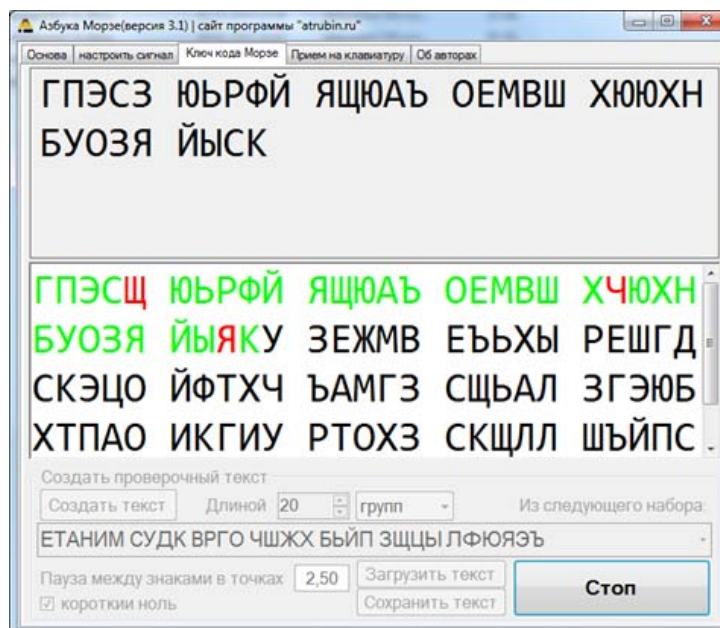 Азбука Морзе(версия 3.1) | сайт программы "atrubin.ru"
Основа настроить сигнал Ключ кода Морзе Прием на клавиатуру Об авторах
ГПЭСЗ ЮЬРФЙ ЯЩЮАЪ ОЕМВШ ХЮЮХН
БУОЗЯ ЙЫСК
ГПЭСЩ ЮЬРФЙ ЯЩЮАЪ ОЕМВШ ХЧЮХН
БУОЗЯ ЙЫЯКУ ЗЕЖМВ ЕЪЬХЫ РЕШГД
СКЭЦО ЙФТХЧ ЪАМГЗ СЩЬАЛ ЗГЭЮБ
ХТПАО ИКГИУ РТОХЗ СКЩЛЛ ШЪЙПС
Создать проверочный текст
Создать текст Длиной 20 групп Из следующего набора:
ЕТАНИМ СУДК ВРГО ЧШЖХ БЬЙП ЗЩЦЫ ЛФЮЯЭЪ
Пауза между знаками в точках 2,50 Загрузить текст Стоп
короткии ноль Сохранить текст